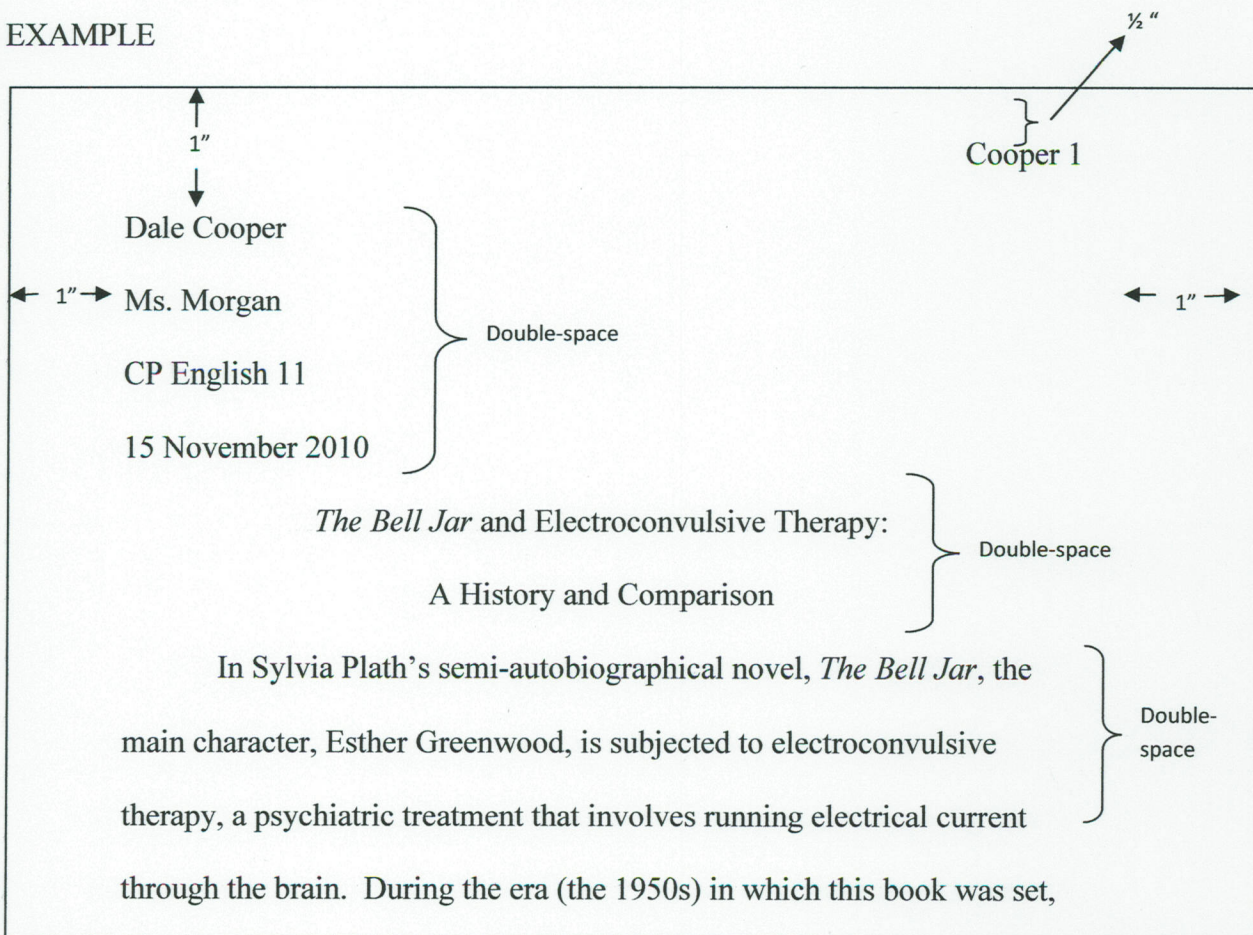 EXAMPLE
½ “
1”
Cooper 1
Dale Cooper
1” Ms. Morgan 1”
Double-space
CP English 11
15 November 2010
The Bell Jar and Electroconvulsive Therapy:
Double-space
A History and Comparison
In Sylvia Plath’s semi-autobiographical novel, The Bell Jar, the
Double-
space
main character, Esther Greenwood, is subjected to electroconvulsive
therapy, a psychiatric treatment that involves running electrical current
through the brain.  During the era (the 1950s) in which this book was set,